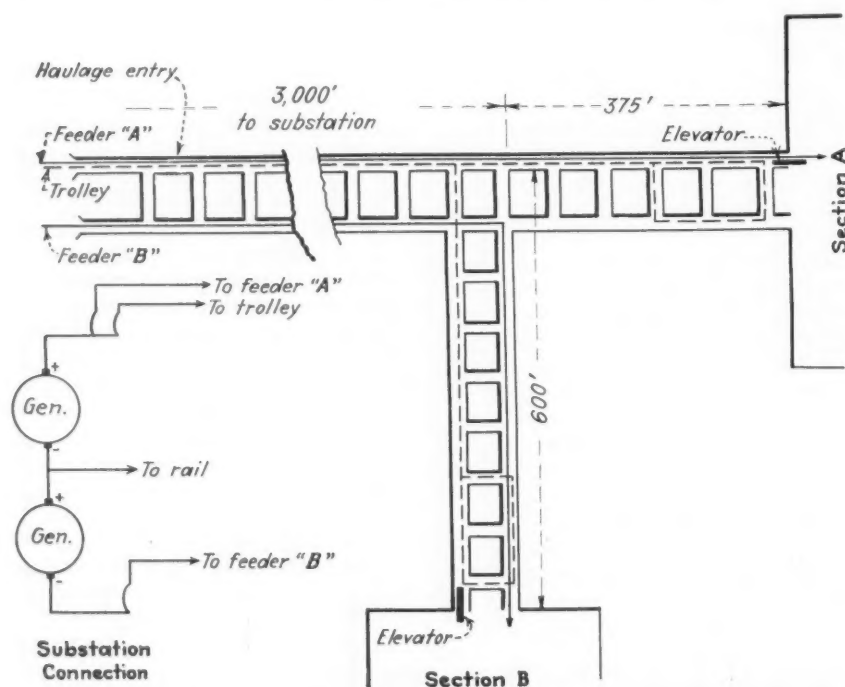 Haulage entry
3,000'
to substation
375'
Feeder "A"
Elevator
Trolley
Section A
Feeder "B"
To feeder "A"
To trolley
+
Gen.
-
To rail
600'
+
Gen.
To feeder "B"
-
Substation
Connection
Elevator
Section B